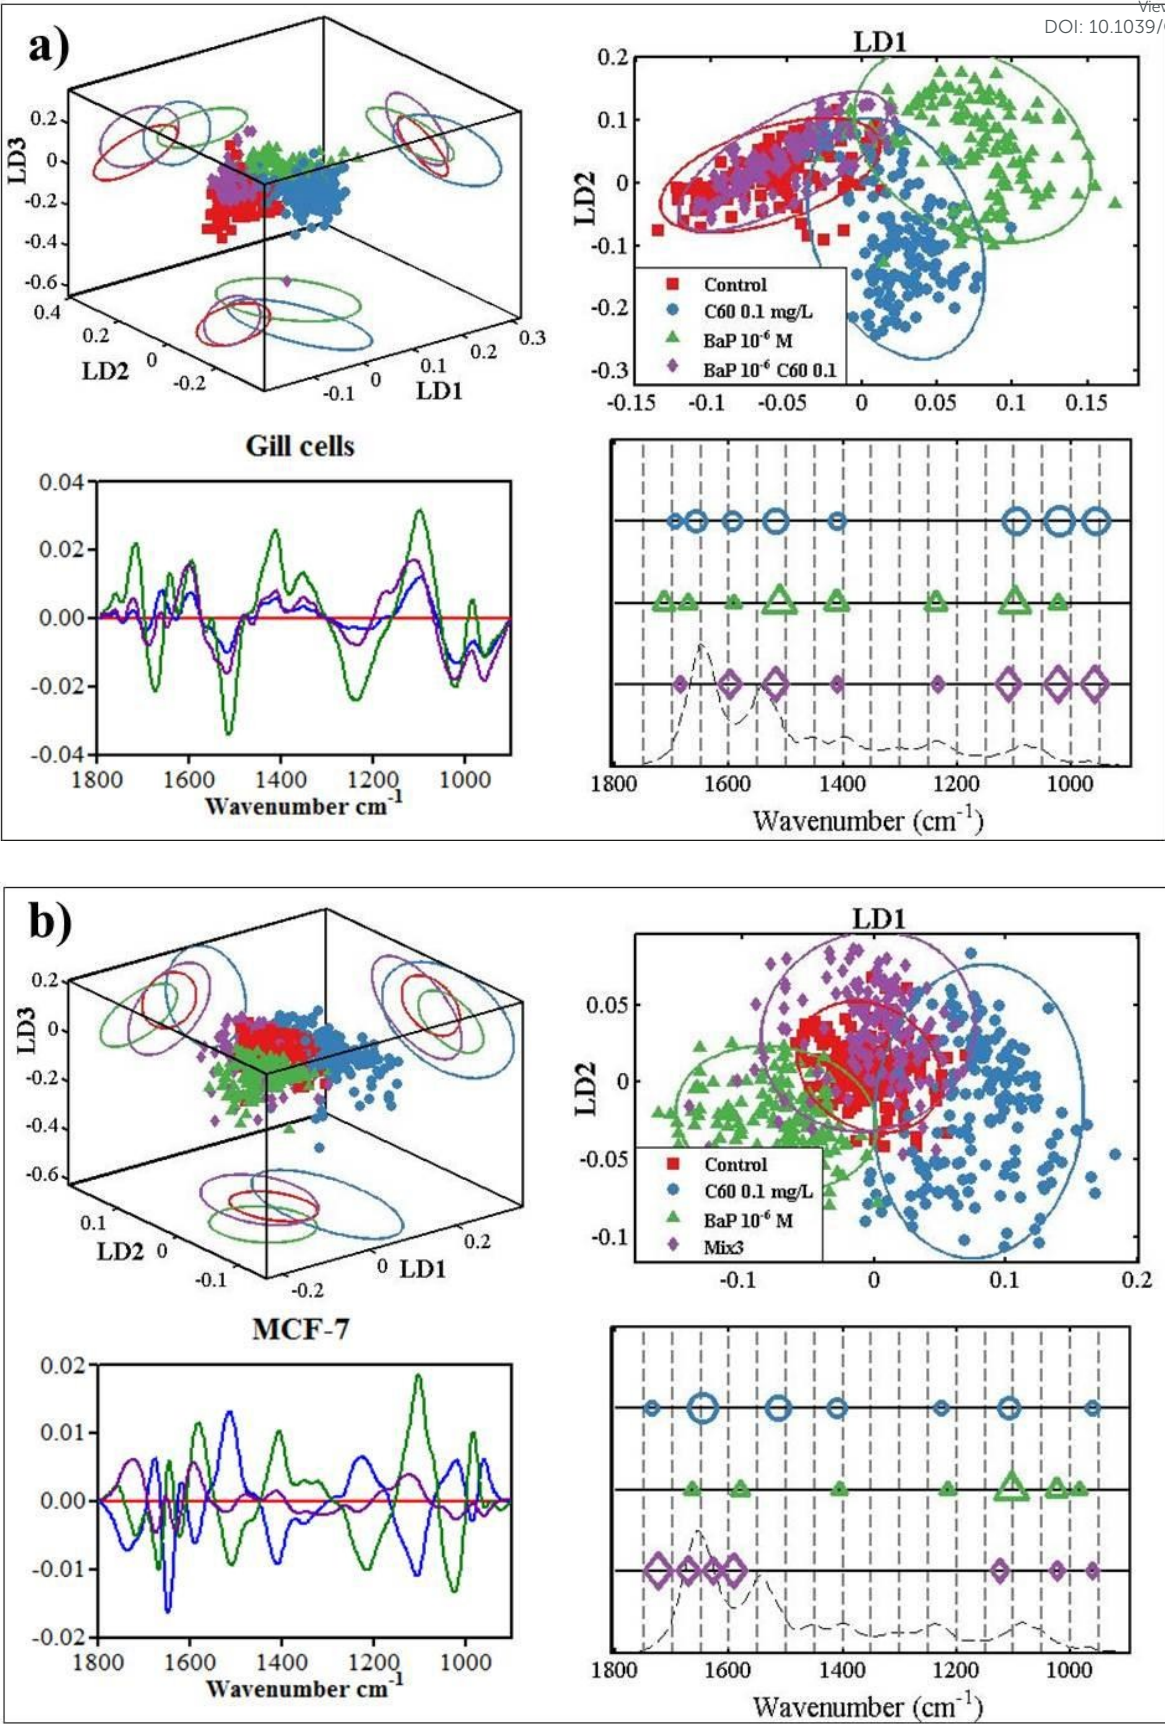 View
DOI: 10.1039/
a)
LD3
0.2
0
-0.2
-0.4
-0.6
0.4
0.2
0
-0.2
LD2
-0.1
0
0.1
0.2
0.3
LD1
LD1
LD2
0.2
0.1
0
-0.1
-0.2
-0.3
Control
C60 0.1 mg/L
BaP 10⁻⁶ M
BaP 10⁻⁶ C60 0.1
-0.15 -0.1 -0.05 0 0.05 0.1 0.15
Gill cells
0.04
0.02
0.00
-0.02
-0.04
1800 1600 1400 1200 1000
Wavenumber cm⁻¹
1800 1600 1400 1200 1000
Wavenumber (cm⁻¹)
b)
LD3
0.2
0
-0.2
-0.4
-0.6
0.1
0
-0.1
LD2
-0.2
0
0.2
LD1
LD1
LD2
0.05
0
-0.05
-0.1
Control
C60 0.1 mg/L
BaP 10⁻⁶ M
Mix3
-0.1 0 0.1 0.2
MCF-7
0.02
0.01
0.00
-0.01
-0.02
1800 1600 1400 1200 1000
Wavenumber cm⁻¹
1800 1600 1400 1200 1000
Wavenumber (cm⁻¹)